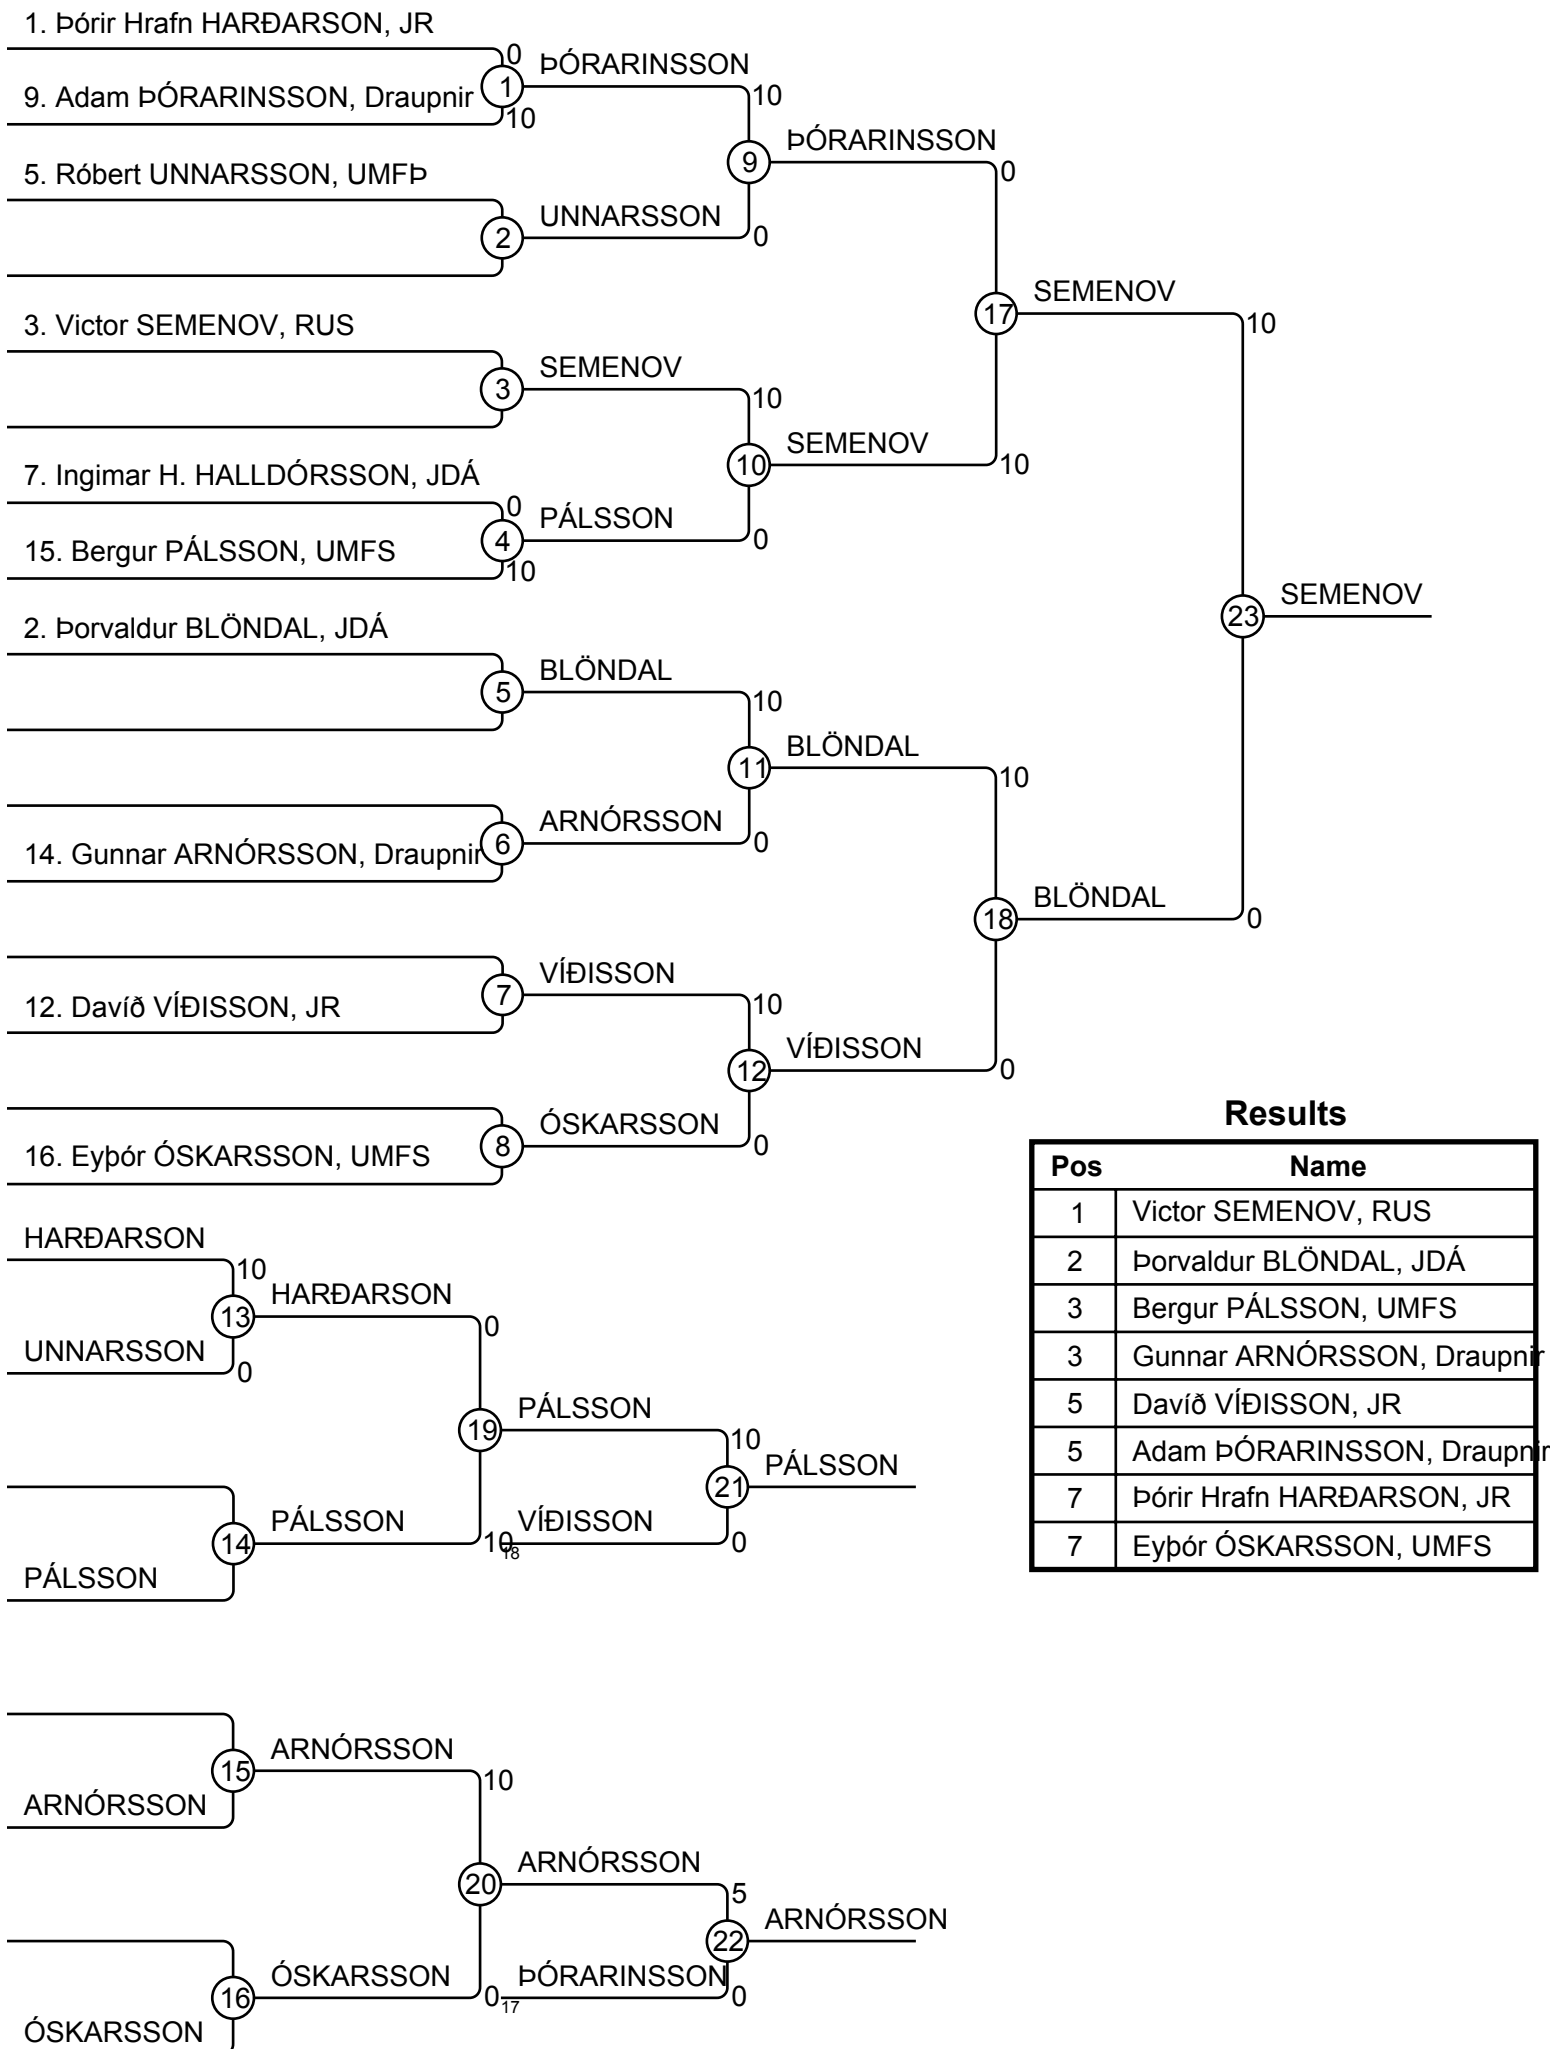 1. Þórir Hrafn HARÐARSON, JR
0
1
ÞÓRARINSSON
9. Adam ÞÓRARINSSON, Draupnir
10
10
9
ÞÓRARINSSON
0
5. Róbert UNNARSSON, UMFÞ
2
UNNARSSON
0
17
SEMENOV
10
3. Victor SEMENOV, RUS
3
SEMENOV
10
10
SEMENOV
10
7. Ingimar H. HALLDÓRSSON, JDÁ
0
4
PÁLSSON
0
15. Bergur PÁLSSON, UMFS
10
23
SEMENOV
2. Þorvaldur BLÖNDAL, JDÁ
5
BLÖNDAL
10
11
BLÖNDAL
10
6
ARNÓRSSON
0
14. Gunnar ARNÓRSSON, Draupnir
18
BLÖNDAL
0
7
VÍÐISSON
10
12. Davíð VÍÐISSON, JR
12
VÍÐISSON
0
8
ÓSKARSSON
0
16. Eyþór ÓSKARSSON, UMFS
HARÐARSON
10
13
HARÐARSON
0
UNNARSSON
0
19
PÁLSSON
10
21
PÁLSSON
14
PÁLSSON
10
18
VÍÐISSON
0
PÁLSSON
15
ARNÓRSSON
10
ARNÓRSSON
20
ARNÓRSSON
5
22
ARNÓRSSON
16
ÓSKARSSON
0
17
ÞÓRARINSSON
0
ÓSKARSSON
Results
Pos Name
1 Victor SEMENOV, RUS
2 Þorvaldur BLÖNDAL, JDÁ
3 Bergur PÁLSSON, UMFS
3 Gunnar ARNÓRSSON, Draupnir
5 Davíð VÍÐISSON, JR
5 Adam ÞÓRARINSSON, Draupnir
7 Þórir Hrafn HARÐARSON, JR
7 Eyþór ÓSKARSSON, UMFS